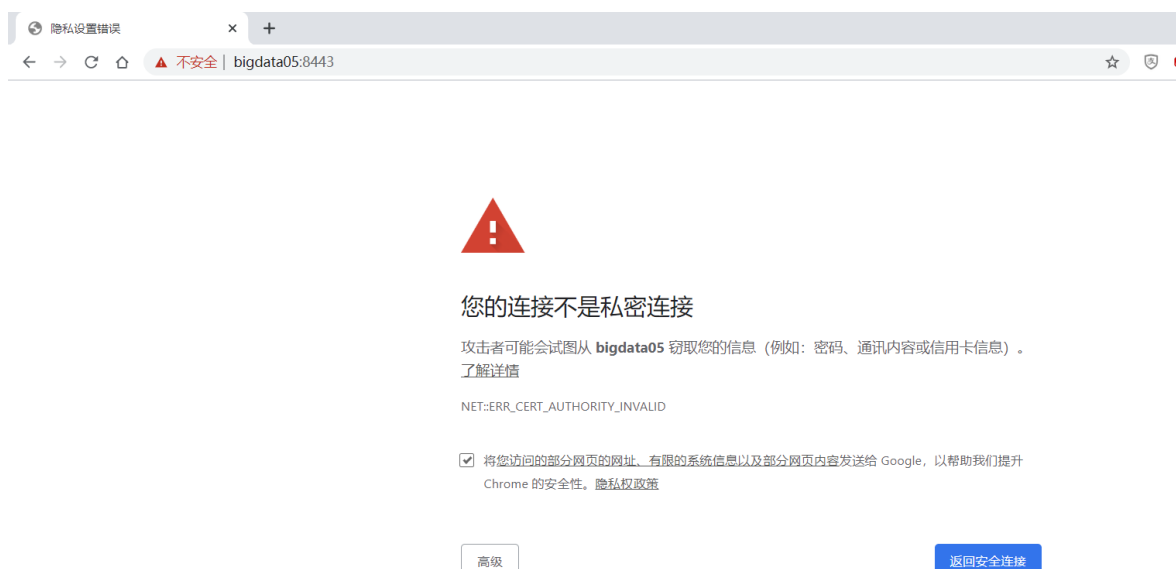 隐私设置错误
不安全 | bigdata05:8443
您的连接不是私密连接
攻击者可能会试图从 bigdata05 窃取您的信息（例如：密码、通讯内容或信用卡信息）。
了解详情
NET::ERR_CERT_AUTHORITY_INVALID
将您访问的部分网页的网址、有限的系统信息以及部分网页内容发送给 Google，以帮助我们提升
Chrome 的安全性。隐私权政策
高级
返回安全连接